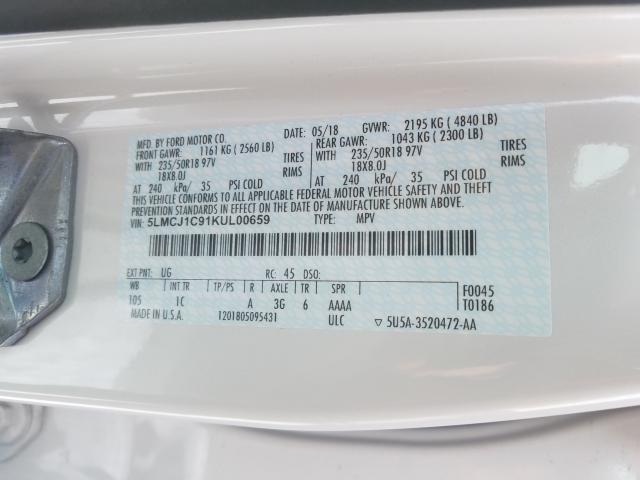 MFD. BY FORD MOTOR CO. DATE: 05/18 GVWR: 2195 KG ( 4840 LB)
FRONT GAWR: 1161 KG ( 2560 LB) REAR GAWR: 1043 KG ( 2300 LB)
WITH 235/50R18 97V TIRES WITH 235/50R18 97V TIRES
18X8.0J RIMS 18X8.0J RIMS
AT 240 kPa/ 35 PSI COLD AT 240 kPa/ 35 PSI COLD
THIS VEHICLE CONFORMS TO ALL APPLICABLE FEDERAL MOTOR VEHICLE SAFETY AND THEFT
PREVENTION STANDARDS IN EFFECT ON THE DATE OF MANUFACTURE SHOWN ABOVE.
VIN: 5LMCJ1C91KUL00659 TYPE: MPV
EXT PNT: UG RC: 45 DSO: F0045
WB INT TR TP/PS R AXLE TR SPR T0186
105 1C A 3G 6 AAAA
MADE IN U.S.A. 1201805095431 ULC ▽ 5U5A-3520472-AA